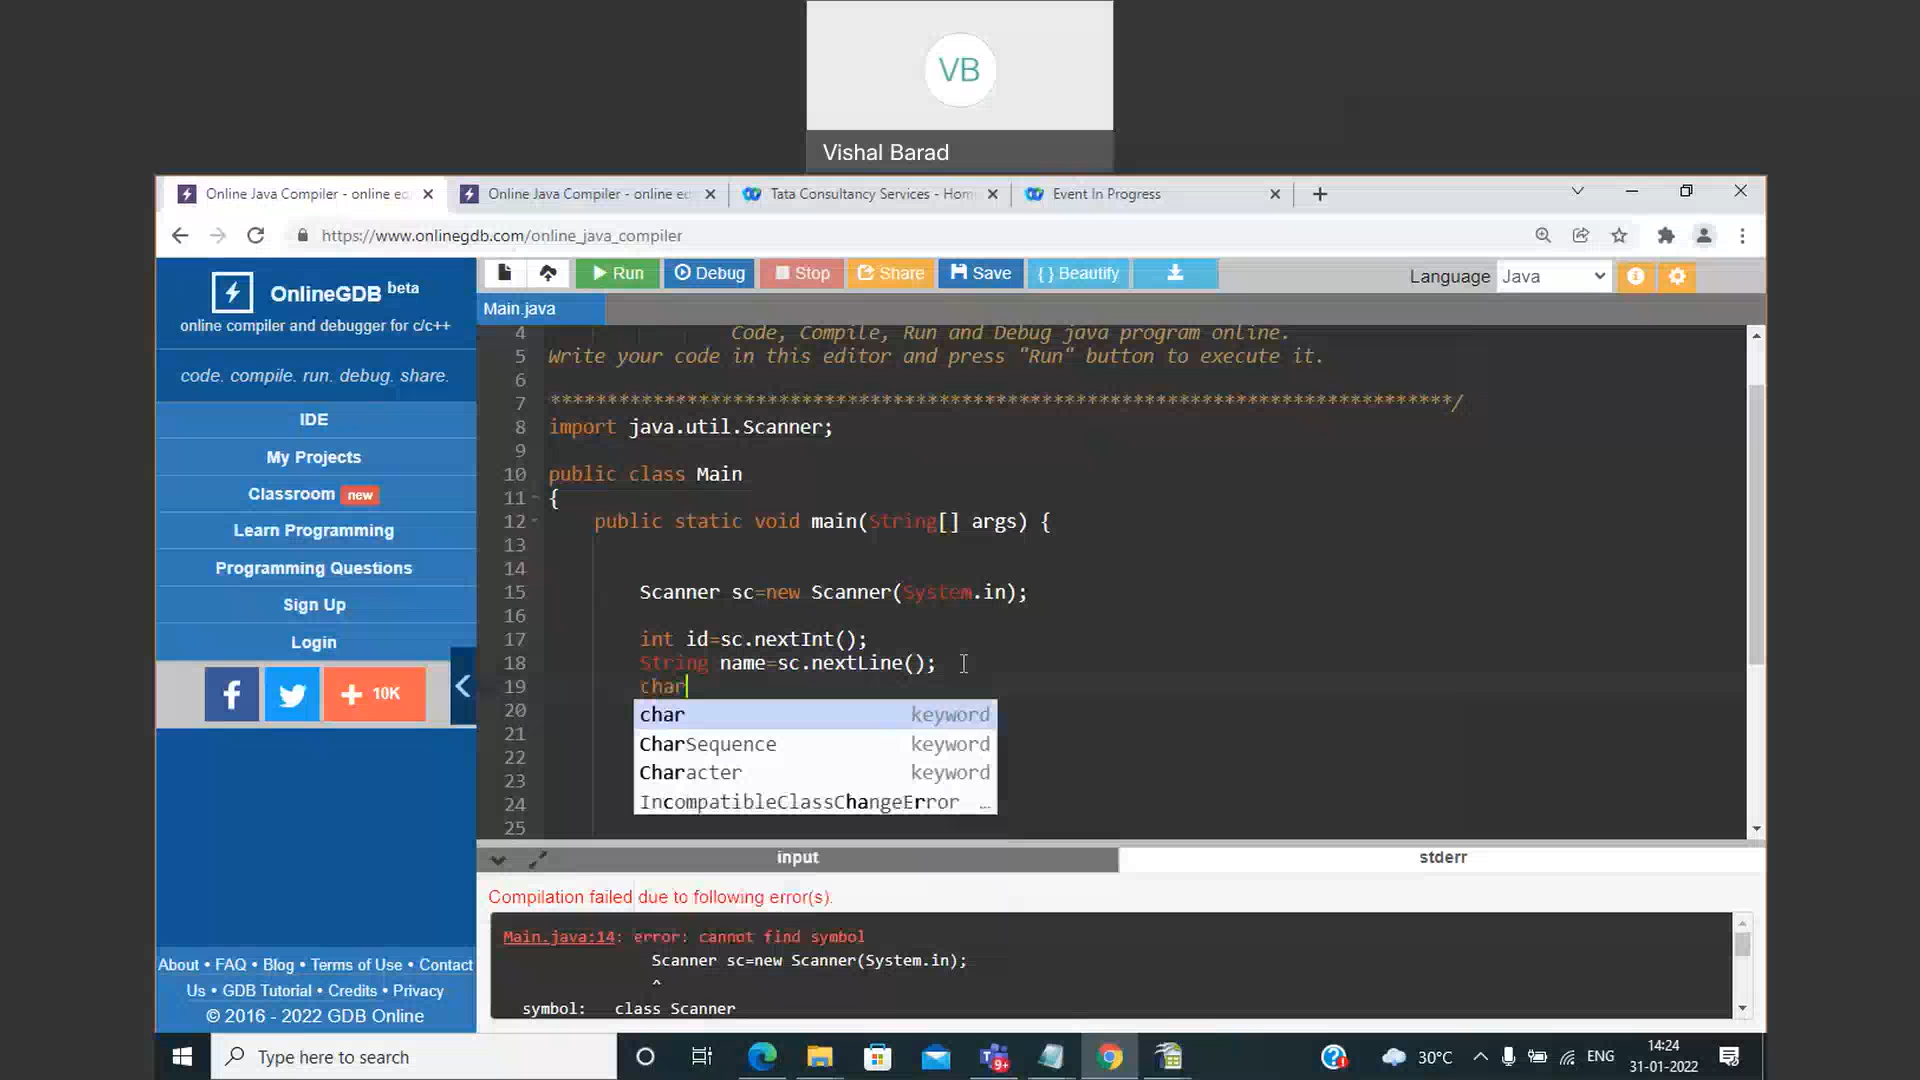 VB
Vishal Barad
Online Java Compiler - online ed
Online Java Compiler - online ed
Tata Consultancy Services - Hom
Event In Progress
https://www.onlinegdb.com/online_java_compiler
OnlineGDB beta
online compiler and debugger for c/c++
code. compile. run. debug. share.
IDE
My Projects
Classroom new
Learn Programming
Programming Questions
Sign Up
Login
f
+ 10K
About • FAQ • Blog • Terms of Use • Contact
Us • GDB Tutorial • Credits • Privacy
© 2016 - 2022 GDB Online
Run
Debug
Stop
Share
Save
{ } Beautify
Language Java
Main.java
4 Code, Compile, Run and Debug java program online.
5 Write your code in this editor and press "Run" button to execute it.
6
7 *******************************************************************************/
8 import java.util.Scanner;
9
10 public class Main
11 {
12 public static void main(String[] args) {
13
14
15 Scanner sc=new Scanner(System.in);
16
17 int id=sc.nextInt();
18 String name=sc.nextLine();
19 char
20
21
22
23
24
25
char keyword
CharSequence keyword
Character keyword
IncompatibleClassChangeError …
input
stderr
Compilation failed due to following error(s).
Main.java:14: error: cannot find symbol
Scanner sc=new Scanner(System.in);
^
symbol: class Scanner
Type here to search
9+
30°C
ENG
14:24
31-01-2022